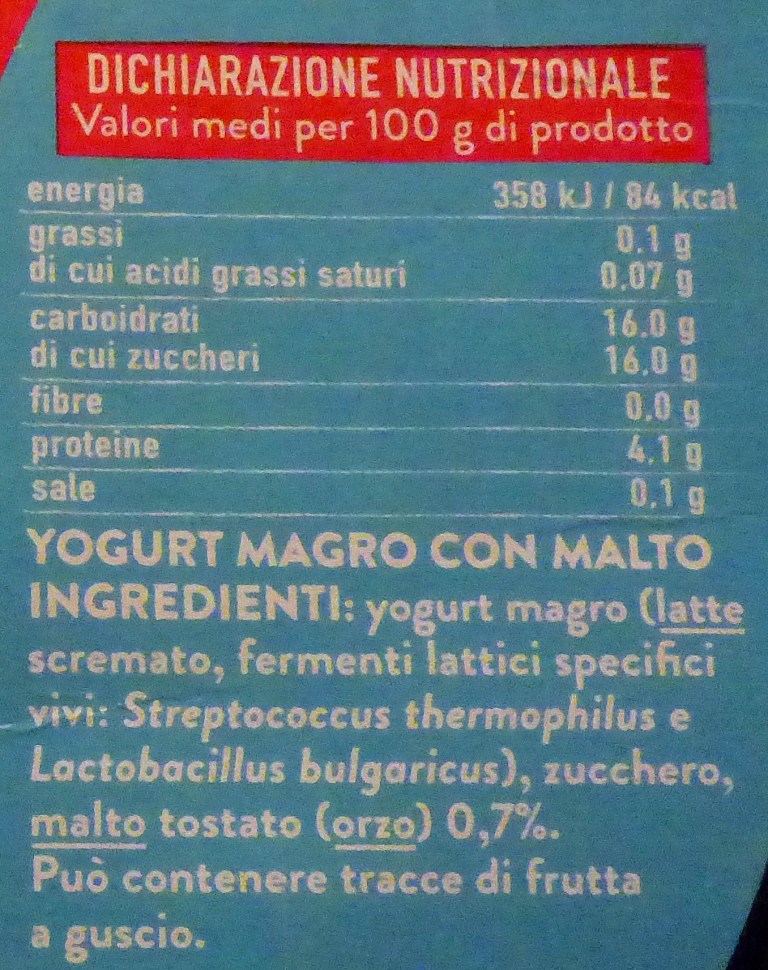 DICHIARAZIONE NUTRIZIONALE
Valori medi per 100 g di prodotto
energia 358 kJ / 84 kcal
grassi 0.1 g
di cui acidi grassi saturi 0.07 g
carboidrati 16.0 g
di cui zuccheri 16.0 g
fibre 0.0 g
proteine 4.1 g
sale 0.1 g
YOGURT MAGRO CON MALTO
INGREDIENTI: yogurt magro (latte
scremato, fermenti lattici specifici
vivi: Streptococcus thermophilus e
Lactobacillus bulgaricus), zucchero,
malto tostato (orzo) 0,7%.
Può contenere tracce di frutta
a guscio.